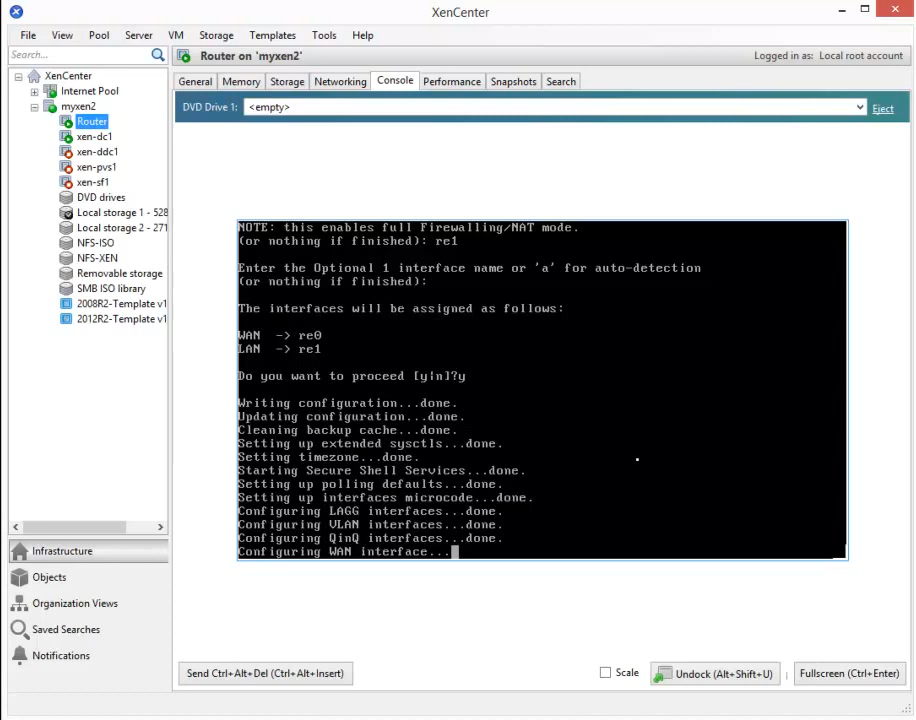 XenCenter
File View Pool Server VM Storage Templates Tools Help
Search...
Router on 'myxen2'
Logged in as: Local root account
XenCenter
Internet Pool
myxen2
Router
xen-dc1
xen-ddc1
xen-pvs1
xen-sf1
DVD drives
Local storage 1 - 528
Local storage 2 - 271
NFS-ISO
NFS-XEN
Removable storage
SMB ISO library
2008R2-Template v1
2012R2-Template v1
Infrastructure
Objects
Organization Views
Saved Searches
Notifications
General Memory Storage Networking Console Performance Snapshots Search
DVD Drive 1: <empty> Eject
NOTE: this enables full Firewalling/NAT mode.
(or nothing if finished): re1
Enter the Optional 1 interface name or 'a' for auto-detection
(or nothing if finished):
The interfaces will be assigned as follows:
WAN -> re0
LAN -> re1
Do you want to proceed [y|n]?y
Writing configuration...done.
Updating configuration...done.
Cleaning backup cache...done.
Setting up extended sysctls...done.
Setting timezone...done.
Starting Secure Shell Services...done.
Setting up polling defaults...done.
Setting up interfaces microcode...done.
Configuring LAGG interfaces...done.
Configuring VLAN interfaces...done.
Configuring QinQ interfaces...done.
Configuring WAN interface...
Send Ctrl+Alt+Del (Ctrl+Alt+Insert) Scale Undock (Alt+Shift+U) Fullscreen (Ctrl+Enter)